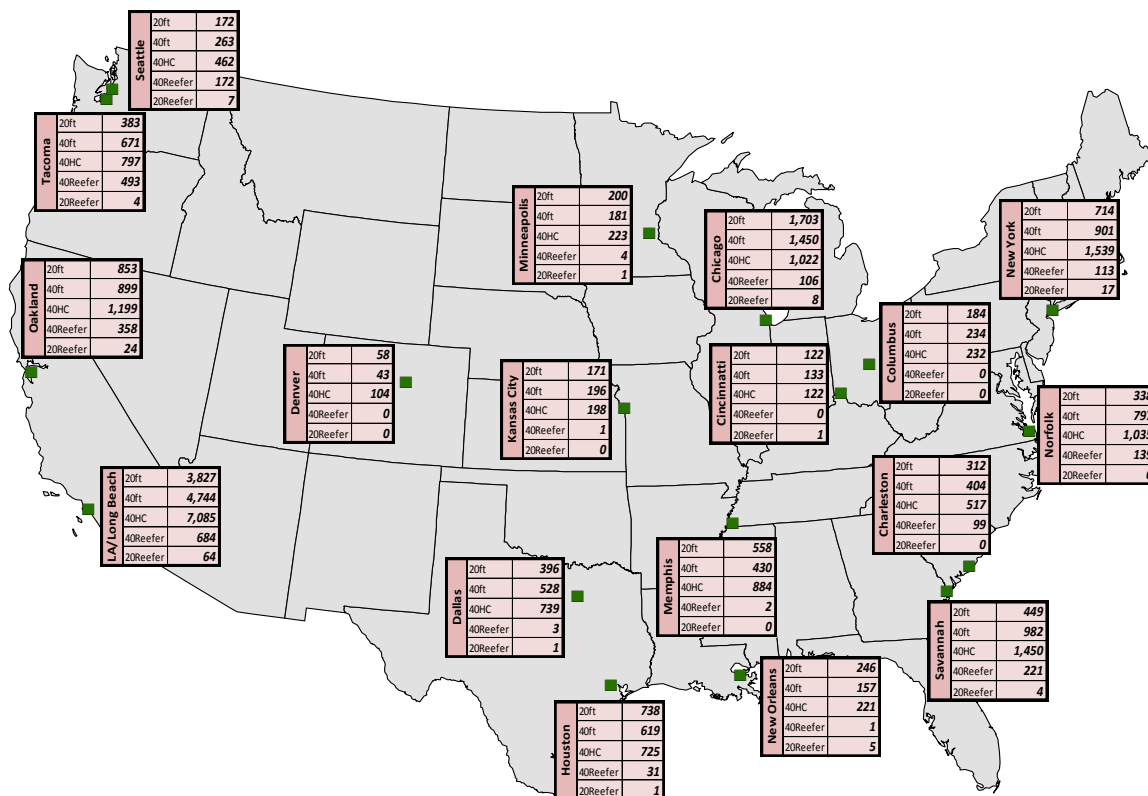 Seattle
20ft 172
40ft 263
40HC 462
40Reefer 172
20Reefer 7
Tacoma
20ft 383
40ft 671
40HC 797
40Reefer 493
20Reefer 4
Minneapolis
20ft 200
40ft 181
40HC 223
40Reefer 4
20Reefer 1
Chicago
20ft 1,703
40ft 1,450
40HC 1,022
40Reefer 106
20Reefer 8
New York
20ft 714
40ft 901
40HC 1,539
40Reefer 113
20Reefer 17
Oakland
20ft 853
40ft 899
40HC 1,199
40Reefer 358
20Reefer 24
Denver
20ft 58
40ft 43
40HC 104
40Reefer 0
20Reefer 0
Kansas City
20ft 171
40ft 196
40HC 198
40Reefer 1
20Reefer 0
Cincinnatti
20ft 122
40ft 133
40HC 122
40Reefer 0
20Reefer 1
Columbus
20ft 184
40ft 234
40HC 232
40Reefer 0
20Reefer 0
Norfolk
20ft 338
40ft
40HC
40Reefer
20Reefer
LA/Long Beach
20ft 3,827
40ft 4,744
40HC 7,085
40Reefer 684
20Reefer 64
Charleston
20ft 312
40ft 404
40HC 517
40Reefer 99
20Reefer 0
Dallas
20ft 396
40ft 528
40HC 739
40Reefer 3
20Reefer 1
Memphis
20ft 558
40ft 430
40HC 884
40Reefer 2
20Reefer 0
Savannah
20ft 449
40ft 982
40HC 1,450
40Reefer 221
20Reefer 4
New Orleans
20ft 246
40ft 157
40HC 221
40Reefer 1
20Reefer 5
Houston
20ft 738
40ft 619
40HC 725
40Reefer 31
20Reefer 1